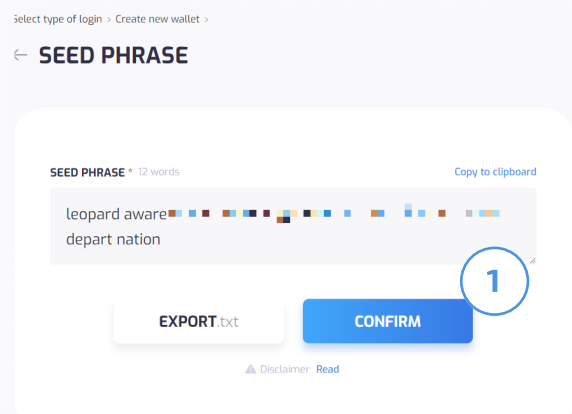 Select type of login › Create new wallet ›
← SEED PHRASE
SEED PHRASE * 12 words
Copy to clipboard
leopard aware
depart nation
1
EXPORT.txt
CONFIRM
Disclaimer Read